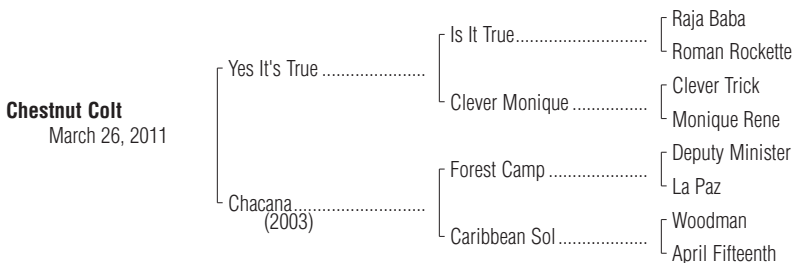 Chestnut Colt
March 26, 2011
Yes It's True
Chacana
(2003)
Is It True
Clever Monique
Forest Camp
Caribbean Sol
Raja Baba
Roman Rockette
Clever Trick
Monique Rene
Deputy Minister
La Paz
Woodman
April Fifteenth